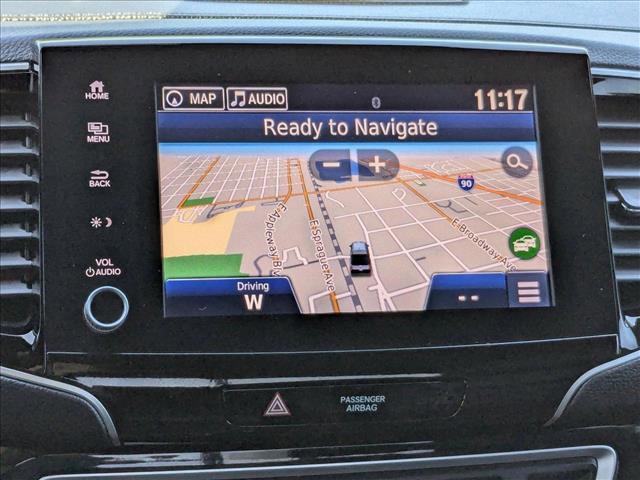 HOME
MENU
BACK
VOL
AUDIO
MAP
AUDIO
11:17
Ready to Navigate
90
E Appleway Blv
E Sprague Ave
E Broadway Ave
Driving
W
--
PASSENGER
AIRBAG